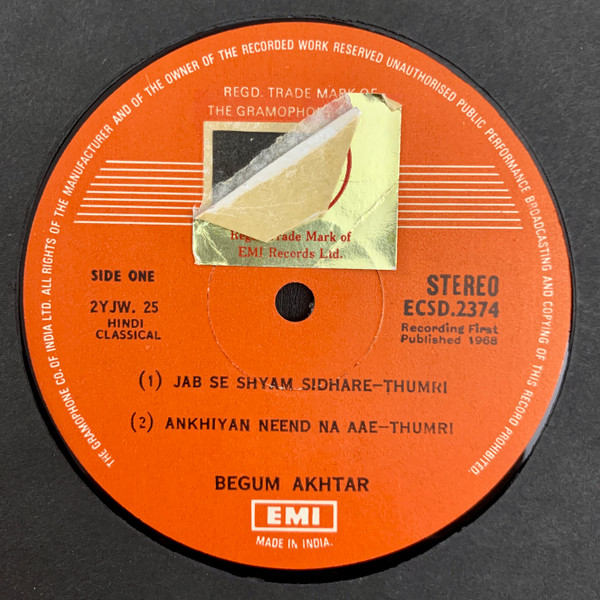 THE GRAMOPHONE CO. OF INDIA LTD. ALL RIGHTS OF THE MANUFACTURER AND OF THE OWNER OF THE RECORDED WORK RESERVED UNAUTHORISED PUBLIC PERFORMANCE BROADCASTING AND COPYING OF THIS RECORD PROHIBITED.
REGD. TRADE MARK OF
THE GRAMOPHON
Regd. Trade Mark of
EMI Records Ltd.
SIDE ONE
2YJW. 25
HINDI
CLASSICAL
STEREO
ECSD.2374
Recording First
Published 1968
(1) JAB SE SHYAM SIDHARE–THUMRI
(2) ANKHIYAN NEEND NA AAE–THUMRI
BEGUM AKHTAR
EMI
MADE IN INDIA.